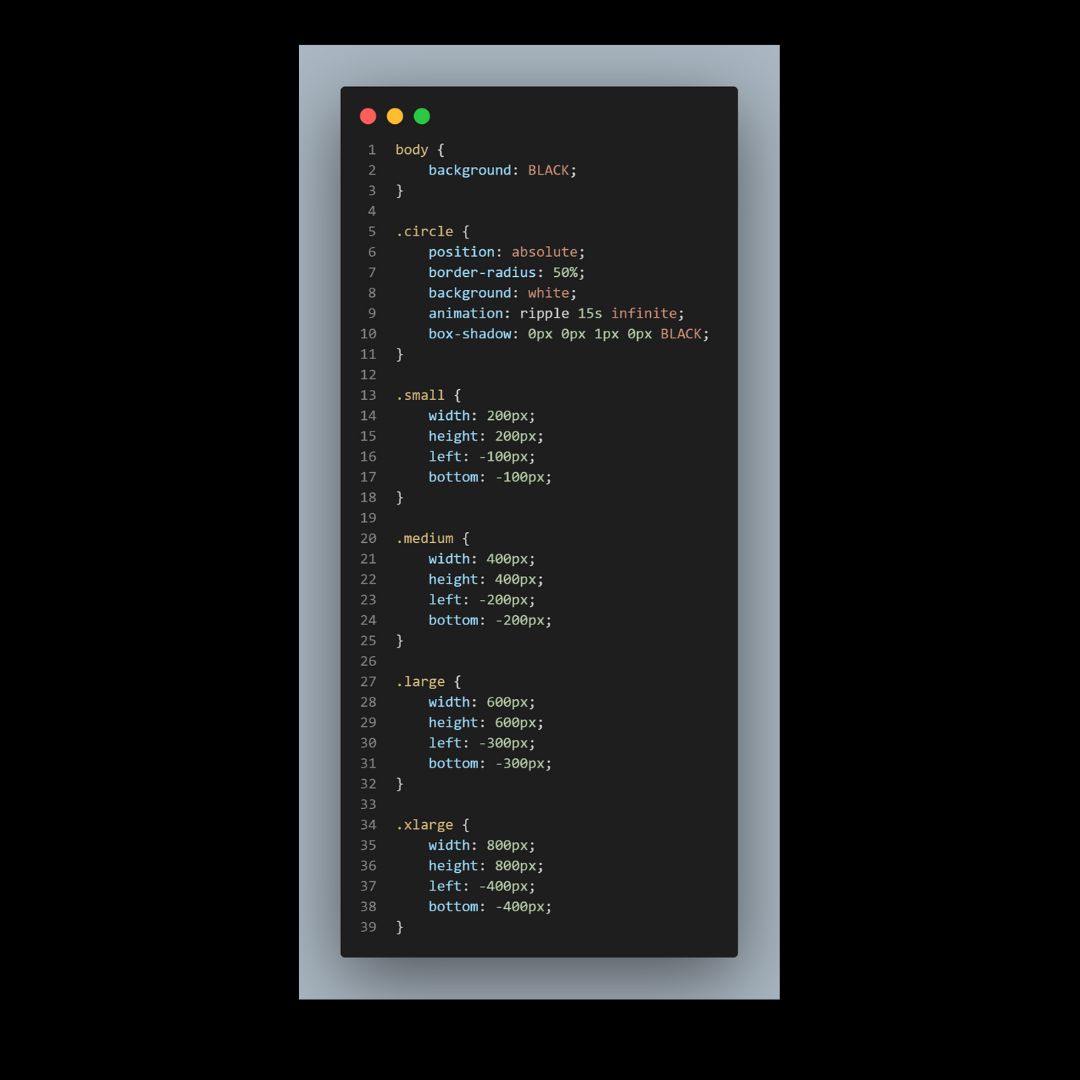 1 body {
2     background: BLACK;
3 }
4
5 .circle {
6     position: absolute;
7     border-radius: 50%;
8     background: white;
9     animation: ripple 15s infinite;
10     box-shadow: 0px 0px 1px 0px BLACK;
11 }
12
13 .small {
14     width: 200px;
15     height: 200px;
16     left: -100px;
17     bottom: -100px;
18 }
19
20 .medium {
21     width: 400px;
22     height: 400px;
23     left: -200px;
24     bottom: -200px;
25 }
26
27 .large {
28     width: 600px;
29     height: 600px;
30     left: -300px;
31     bottom: -300px;
32 }
33
34 .xlarge {
35     width: 800px;
36     height: 800px;
37     left: -400px;
38     bottom: -400px;
39 }